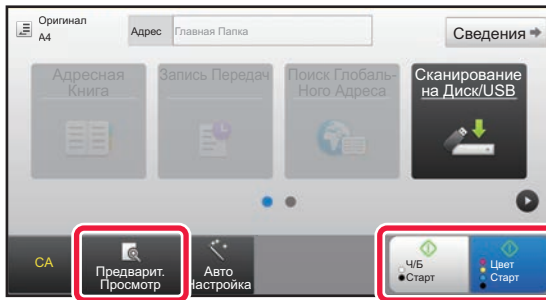 Оригинал
A4
Адрес
Главная Папка
Сведения
Адресная
Книга
Запись Передач
Поиск Глобаль-
Ного Адреса
Сканирование
на Диск/USB
CA
Предварит.
Просмотр
Авто
Настройка
Ч/Б
Старт
Цвет
Старт